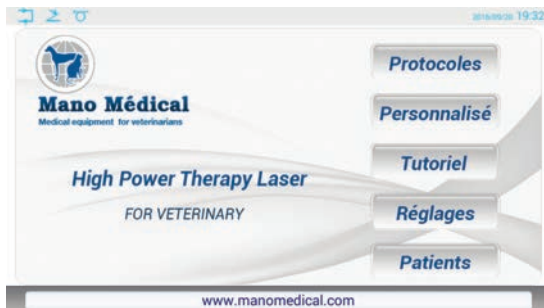 19:32
Mano Médical
Medical equipment for veterinarians
High Power Therapy Laser
FOR VETERINARY
Protocoles
Personnalisé
Tutoriel
Réglages
Patients
www.manomedical.com